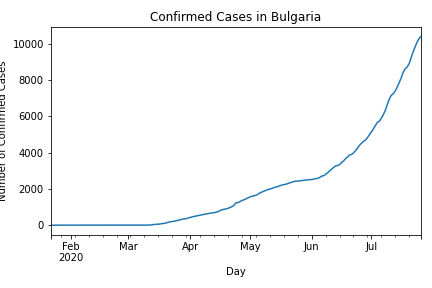 Confirmed Cases in Bulgaria
Number of Confirmed Cases
10000
8000
6000
4000
2000
0
Feb
2020
Mar
Apr
May
Jun
Jul
Day